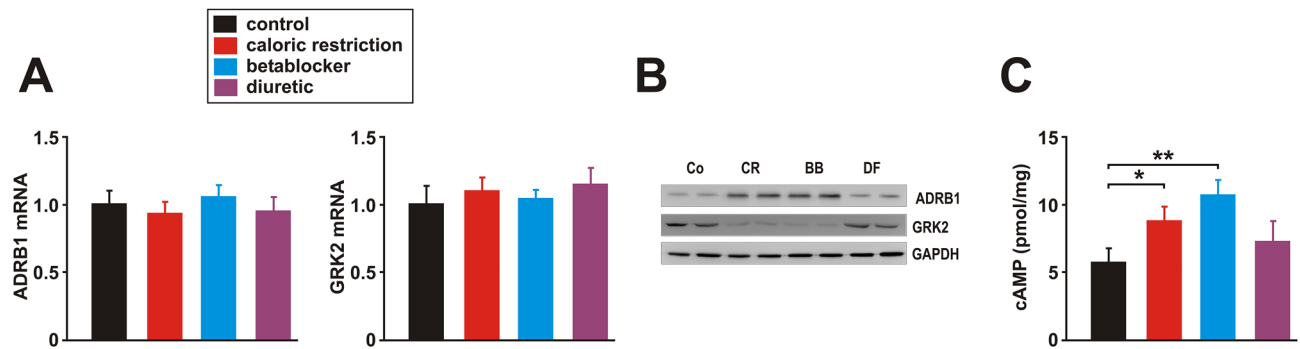 control
caloric restriction
betablocker
diuretic
A
B
C
ADRB1 mRNA
1.5
1.0
0.5
0
GRK2 mRNA
1.5
1.0
0.5
0
Co CR BB DF
ADRB1
GRK2
GAPDH
cAMP (pmol/mg)
15
10
5
0
**
*